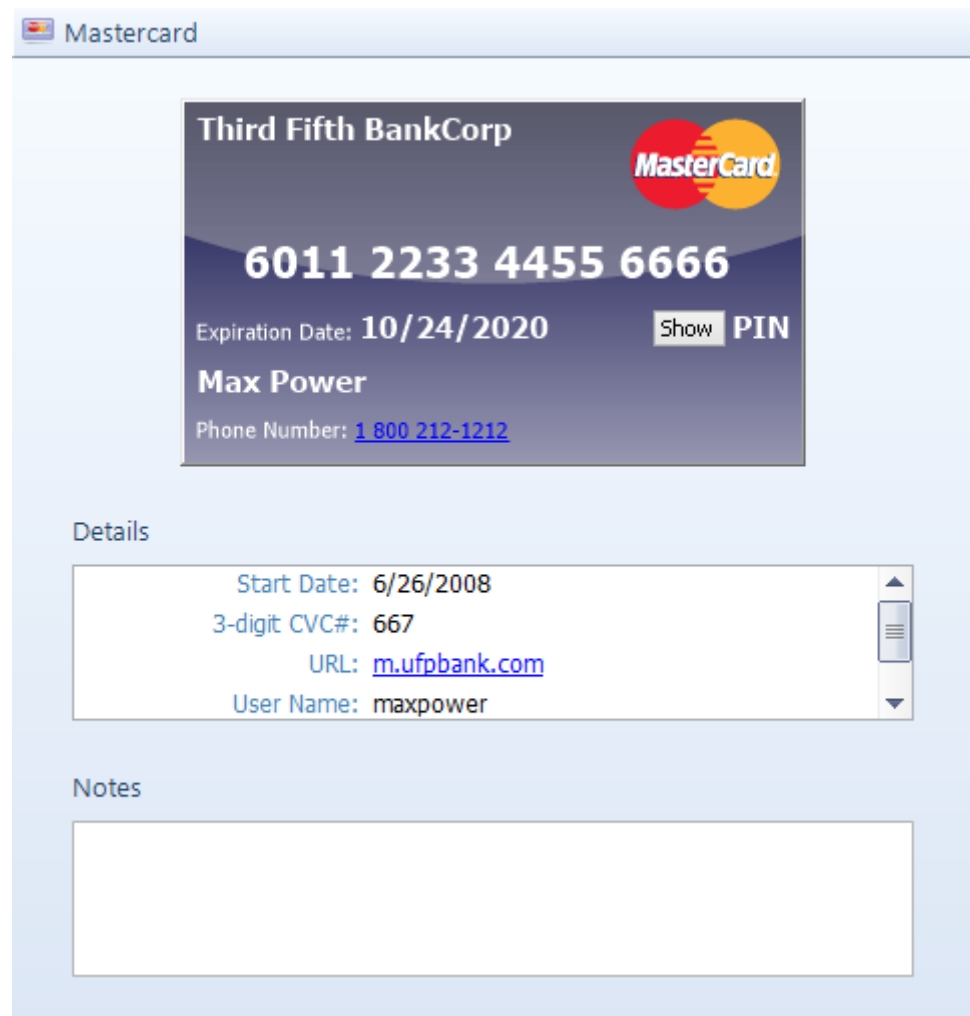 Mastercard
Third Fifth BankCorp
MasterCard
6011 2233 4455 6666
Expiration Date: 10/24/2020 Show PIN
Max Power
Phone Number: 1 800 212-1212
Details
Start Date: 6/26/2008
3-digit CVC#: 667
URL: m.ufpbank.com
User Name: maxpower
Notes